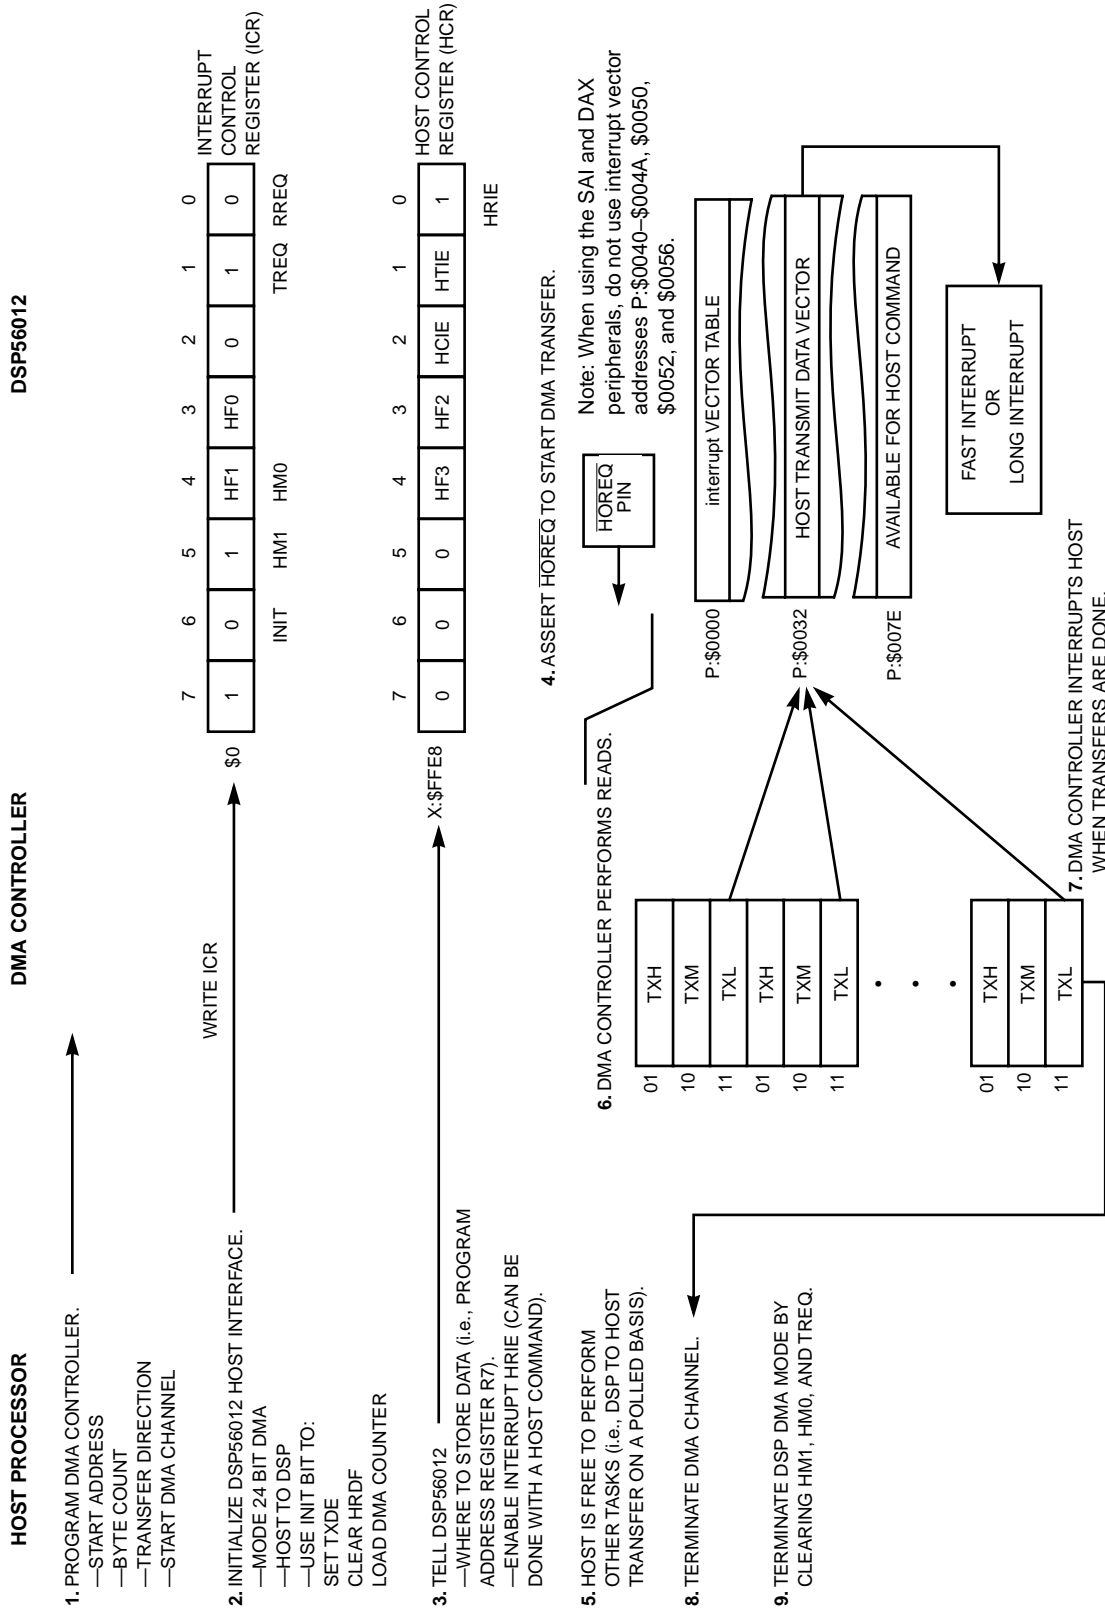 HOST PROCESSOR
DMA CONTROLLER
DSP56012
1. PROGRAM DMA CONTROLLER.
—START ADDRESS
—BYTE COUNT
—TRANSFER DIRECTION
—START DMA CHANNEL
2. INITIALIZE DSP56012 HOST INTERFACE.
—MODE 24 BIT DMA
—HOST TO DSP
—USE INIT BIT TO:
SET TXDE
CLEAR HRDF
LOAD DMA COUNTER
WRITE ICR
7 6 5 4 3 2 1 0
$0 1 0 1 HF1 HF0 0 1 0
INIT HM1 HM0 TREQ RREQ
INTERRUPT
CONTROL
REGISTER (ICR)
3. TELL DSP56012
—WHERE TO STORE DATA (i.e., PROGRAM
ADDRESS REGISTER R7).
—ENABLE INTERRUPT HRIE (CAN BE
DONE WITH A HOST COMMAND).
7 6 5 4 3 2 1 0
X:$FFE8 0 0 0 HF3 HF2 HCIE HTIE 1
HRIE
HOST CONTROL
REGISTER (HCR)
4. ASSERT HOREQ TO START DMA TRANSFER.
HOREQ
PIN
Note: When using the SAI and DAX
peripherals, do not use interrupt vector
addresses P:$0040–$004A, $0050,
$0052, and $0056.
5. HOST IS FREE TO PERFORM
OTHER TASKS (i.e., DSP TO HOST
TRANSFER ON A POLLED BASIS).
6. DMA CONTROLLER PERFORMS READS.
01 TXH
10 TXM
11 TXL
01 TXH
10 TXM
11 TXL
01 TXH
10 TXM
11 TXL
P:$0000 interrupt VECTOR TABLE
P:$0032 HOST TRANSMIT DATA VECTOR
P:$007E AVAILABLE FOR HOST COMMAND
FAST INTERRUPT
OR
LONG INTERRUPT
7. DMA CONTROLLER INTERRUPTS HOST
WHEN TRANSFERS ARE DONE.
8. TERMINATE DMA CHANNEL.
9. TERMINATE DSP DMA MODE BY
CLEARING HM1, HM0, AND TREQ.